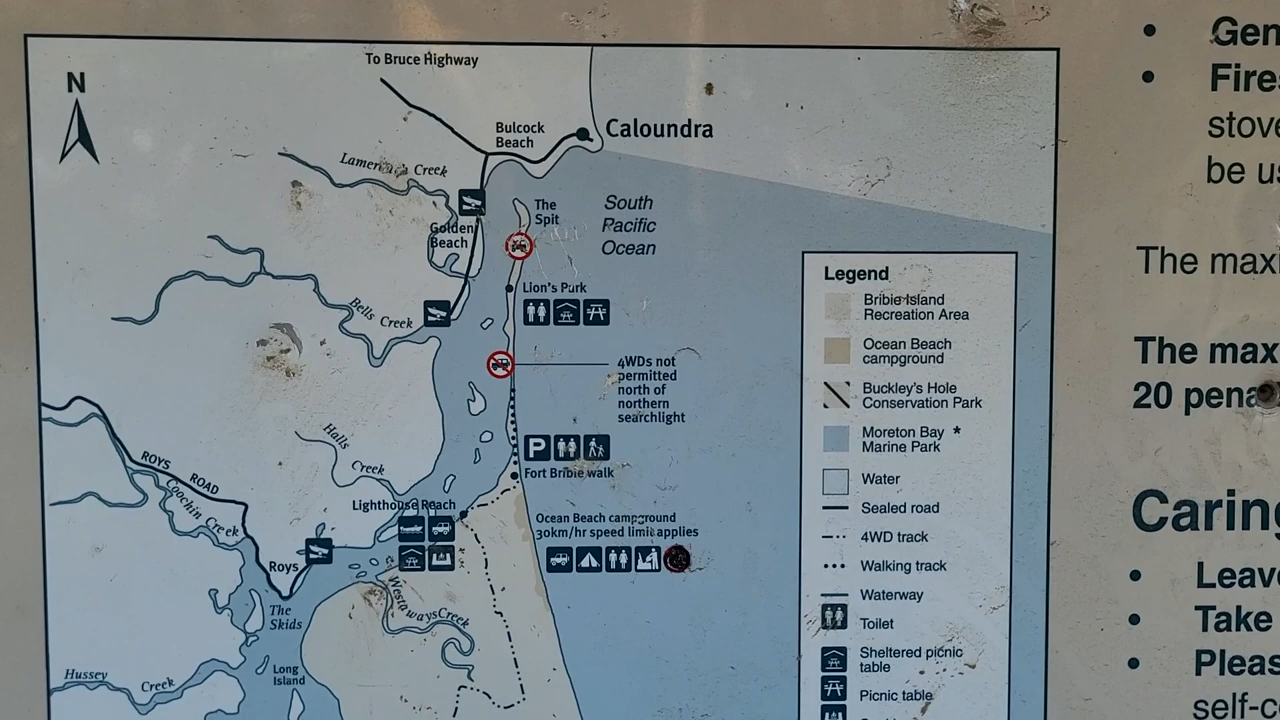 N
To Bruce Highway
Bulcock
Beach
Caloundra
Creek
The
Spit
South
Pacific
Ocean
Golden
Beach
Lion's Park
Bells Creek
4WDs not
permitted
north of
northern
searchlight
Halls
Creek
P
Fort Bribie walk
ROYS ROAD
Coochin Creek
Lighthouse Reach
Ocean Beach campground
30km/hr speed limit applies
Roys
The
Skids
Westaways Creek
Long
Island
Hussey Creek
Legend
Bribie Island
Recreation Area
Ocean Beach
campground
Buckley's Hole
Conservation Park
Moreton Bay *
Marine Park
Water
Sealed road
4WD track
Walking track
Waterway
Toilet
Sheltered picnic
table
Picnic table
• Gen
• Fires
stove
be us
The maxi
The max
20 pena
Caring
• Leave
• Take
• Pleas
self-c